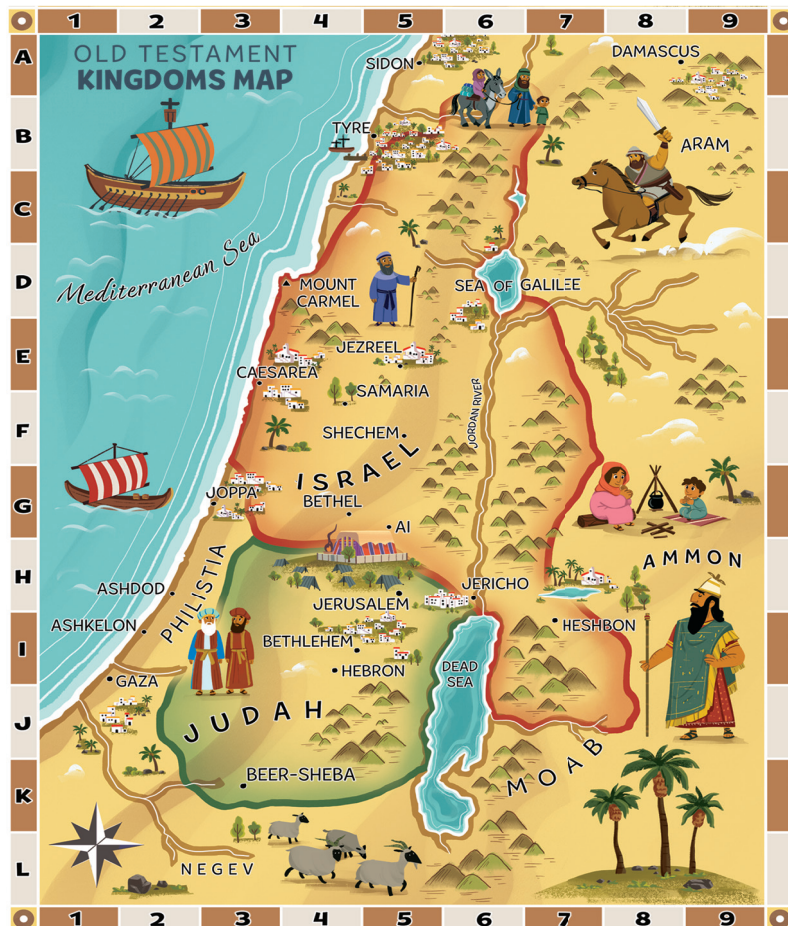 1 2 3 4 5 6 7 8 9
A
OLD TESTAMENT
KINGDOMS MAP
SIDON
DAMASCUS
A
B
TYRE
ARAM
B
C
C
Mediterranean Sea
D
MOUNT
CARMEL
SEA OF GALILEE
D
E
JEZREEL
CAESAREA
SAMARIA
E
JORDAN RIVER
F
SHECHEM
F
ISRAEL
G
JOPPA
BETHEL
AI
G
H
PHILISTIA
AMMON
H
ASHDOD
JERICHO
JERUSALEM
ASHKELON
HESHBON
I
BETHLEHEM
HEBRON
DEAD
SEA
I
GAZA
J
JUDAH
MOAB
J
K
BEER-SHEBA
K
L
NEGEV
L
1 2 3 4 5 6 7 8 9